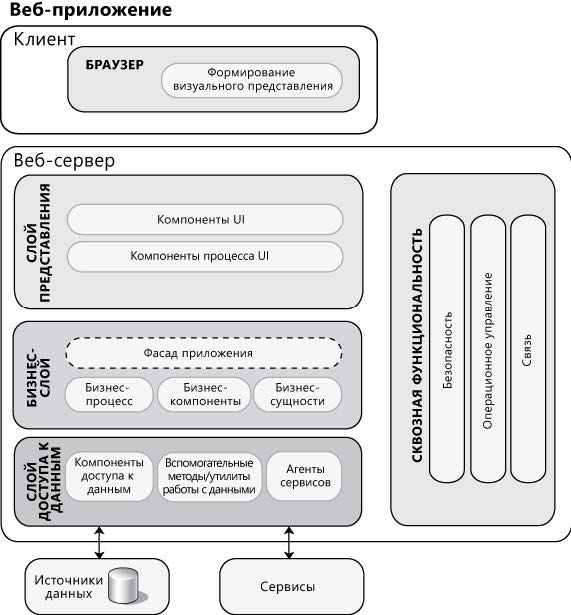 Веб-приложение
Клиент
БРАУЗЕР
Формирование
визуального представления
Веб-сервер
СЛОЙ
ПРЕДСТАВЛЕНИЯ
Компоненты UI
Компоненты процесса UI
БИЗНЕС-
СЛОЙ
Фасад приложения
Бизнес-
процесс
Бизнес-
компоненты
Бизнес-
сущности
СЛОЙ
ДОСТУПА К
ДАННЫМ
Компоненты
доступа к
данным
Вспомогательные
методы/утилиты
работы с данными
Агенты
сервисов
СКВОЗНАЯ ФУНКЦИОНАЛЬНОСТЬ
Безопасность
Операционное управление
Связь
Источники
данных
Сервисы